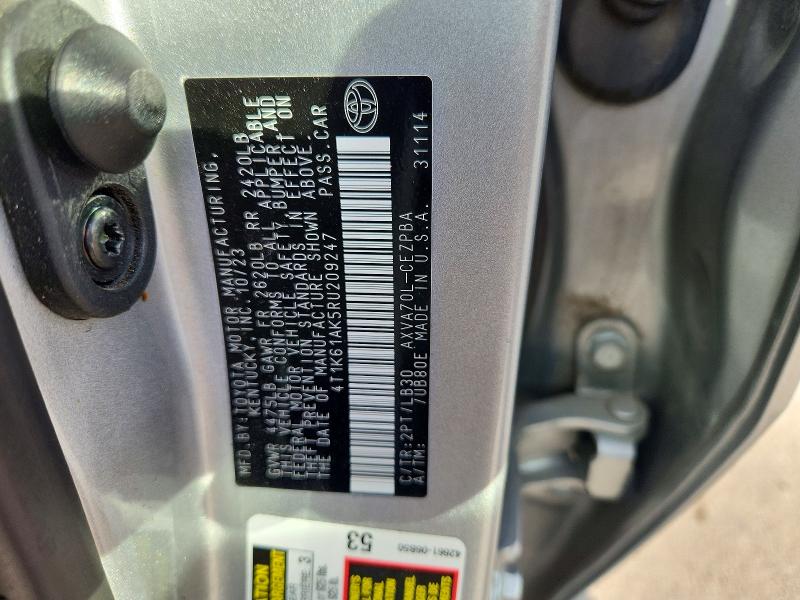 MFD.BY:TOYOTA MOTOR MANUFACTURING,
KENTUCKY, INC. 10/23
GVWR 4475LB GAWR FR 2620LB RR 2420LB
THIS VEHICLE CONFORMS TO ALL APPLICABLE
FEDERAL MOTOR VEHICLE SAFETY BUMPER AND
THEFT PREVENTION STANDARDS IN EFFECT ON
THE DATE OF MANUFACTURE SHOWN ABOVE.
4T1K61AK5RU209247 PASS.CAR
C/TR:2PT/LB30 AXVA70L-CEZPBA
A/TM: 7UB80E MADE IN U.S.A. 31114
53
42661-06B50